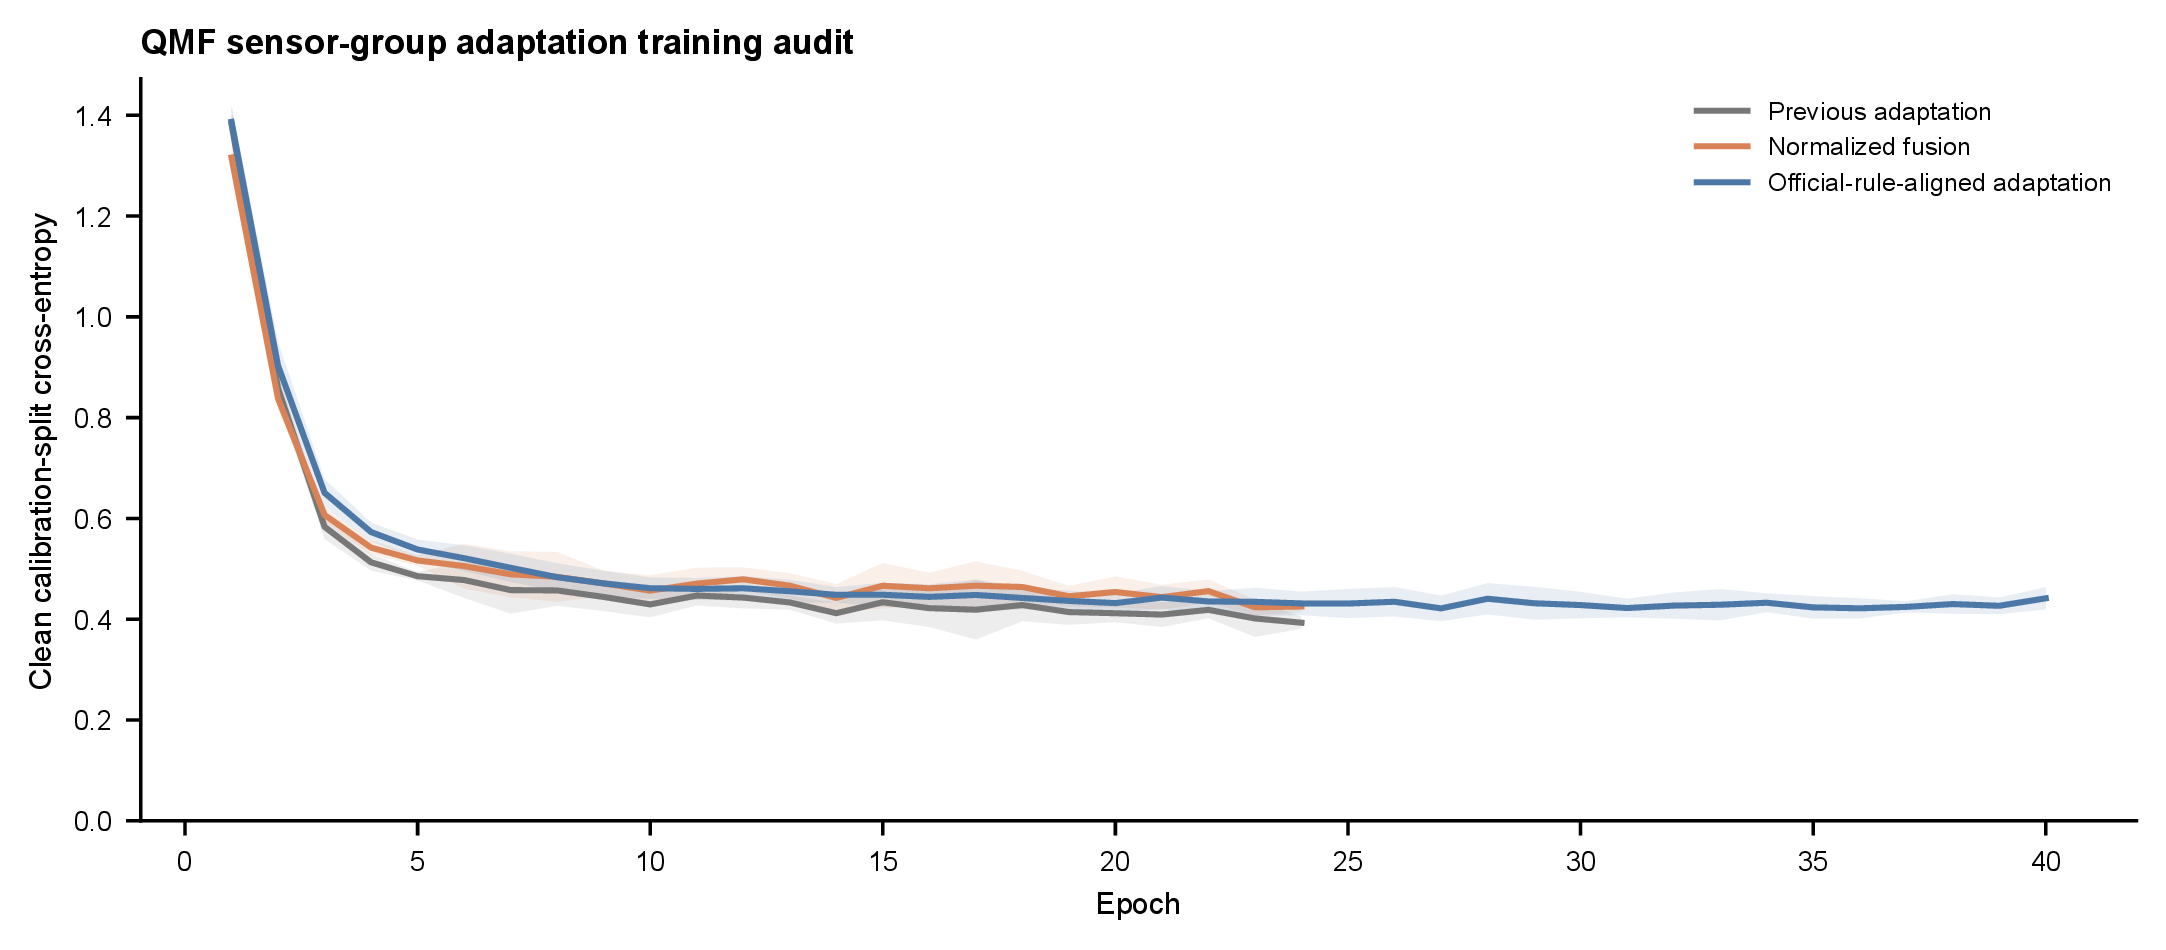 QMF sensor-group adaptation training audit
Previous adaptation
Normalized fusion
Official-rule-aligned adaptation
Clean calibration-split cross-entropy
1.4
1.2
1.0
0.8
0.6
0.4
0.2
0.0
0 5 10 15 20 25 30 35 40
Epoch